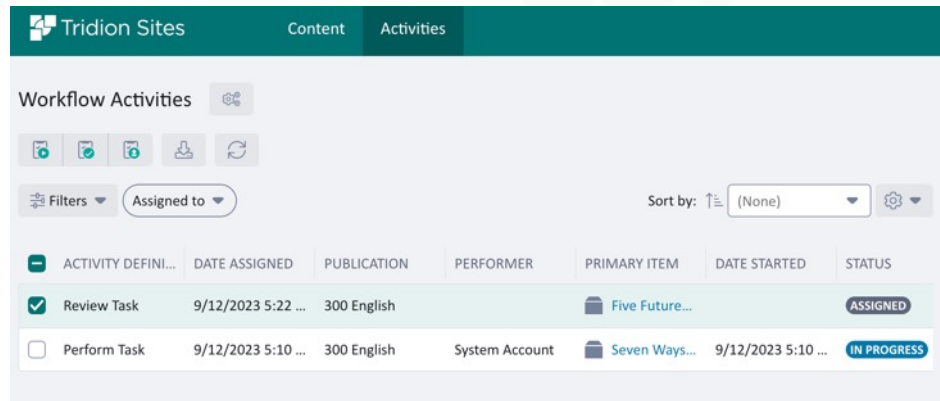 Tridion Sites Content Activities
Workflow Activities
Filters Assigned to Sort by: (None)
ACTIVITY DEFINI... DATE ASSIGNED PUBLICATION PERFORMER PRIMARY ITEM DATE STARTED STATUS
Review Task 9/12/2023 5:22 ... 300 English Five Future... ASSIGNED
Perform Task 9/12/2023 5:10 ... 300 English System Account Seven Ways... 9/12/2023 5:10 ... IN PROGRESS